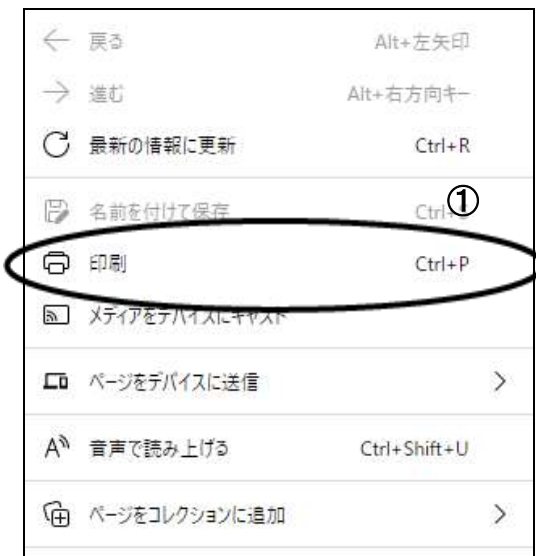 戻る Alt+左矢印
進む Alt+右方向キー
最新の情報に更新 Ctrl+R
①
名前を付けて保存 Ctrl+
印刷 Ctrl+P
メディアをデバイスにキャスト
ページをデバイスに送信
音声で読み上げる Ctrl+Shift+U
ページをコレクションに追加